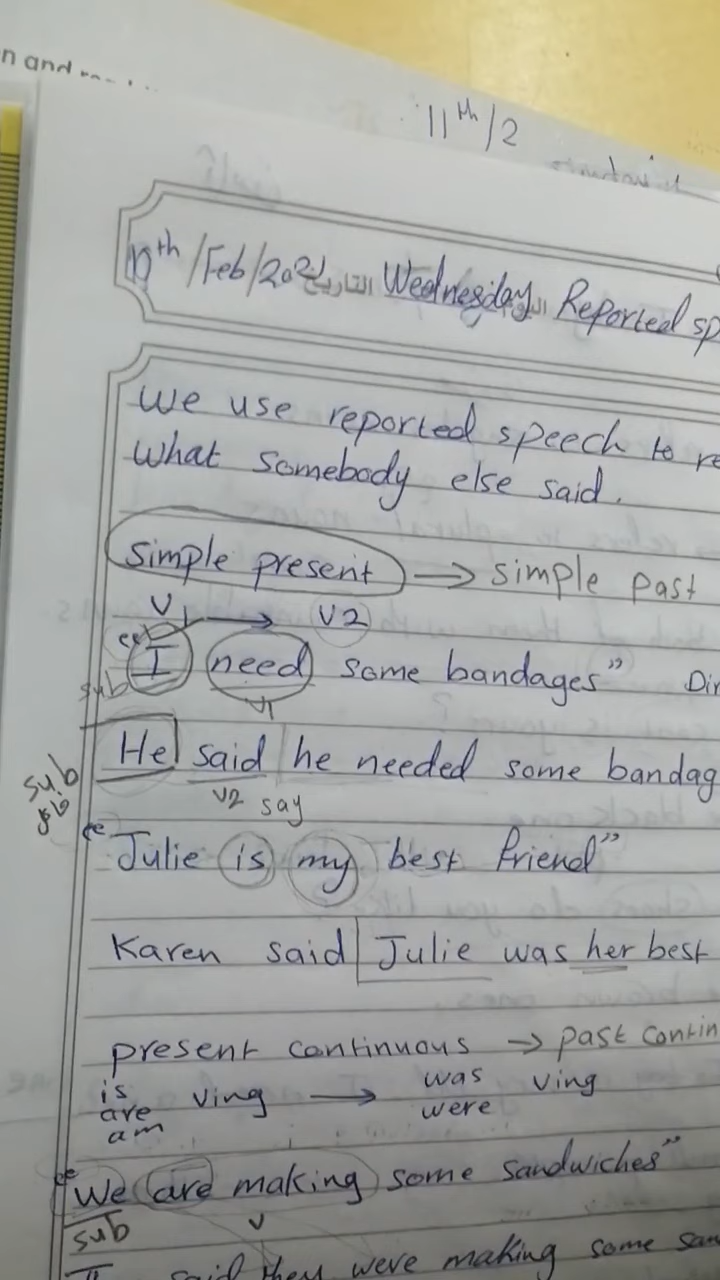 n and
11th/2
10th/Feb/2021 التاريخ Wednesday Reported sp
We use reported speech to re
what somebody else said.
simple present → simple past
V1 → V2
“I need some bandages” Dir
sub V1
He said he needed some bandag
sub
V2 say
“Julie is my best friend”
Karen said Julie was her best
present continuous → past contin
is ving → was ving
are were
am
“We are making some sandwiches”
sub v
said they were making some san